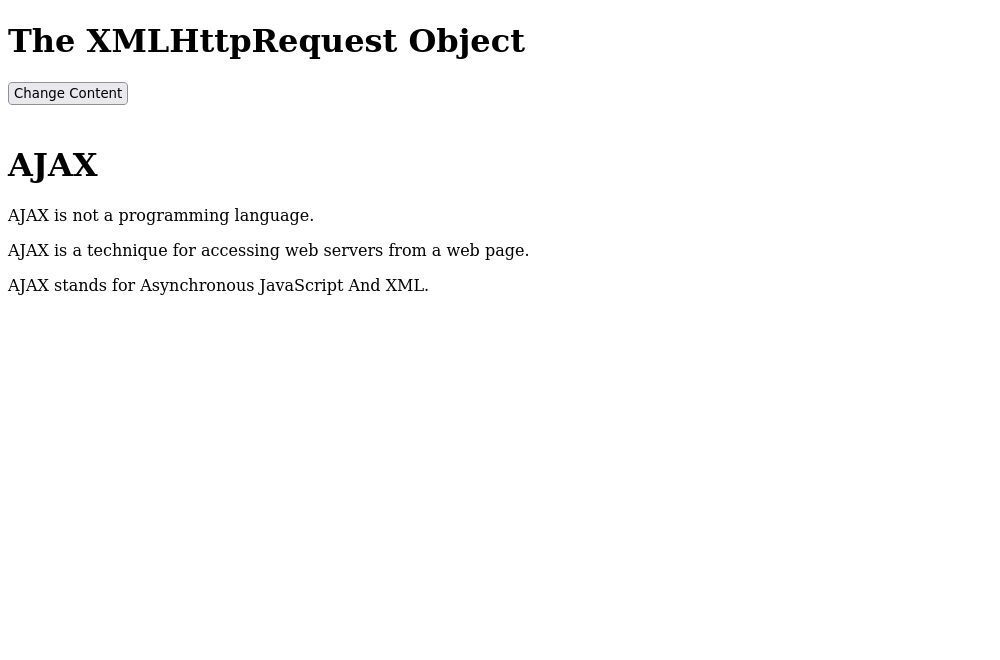 The XMLHttpRequest Object
Change Content
AJAX
AJAX is not a programming language.
AJAX is a technique for accessing web servers from a web page.
AJAX stands for Asynchronous JavaScript And XML.